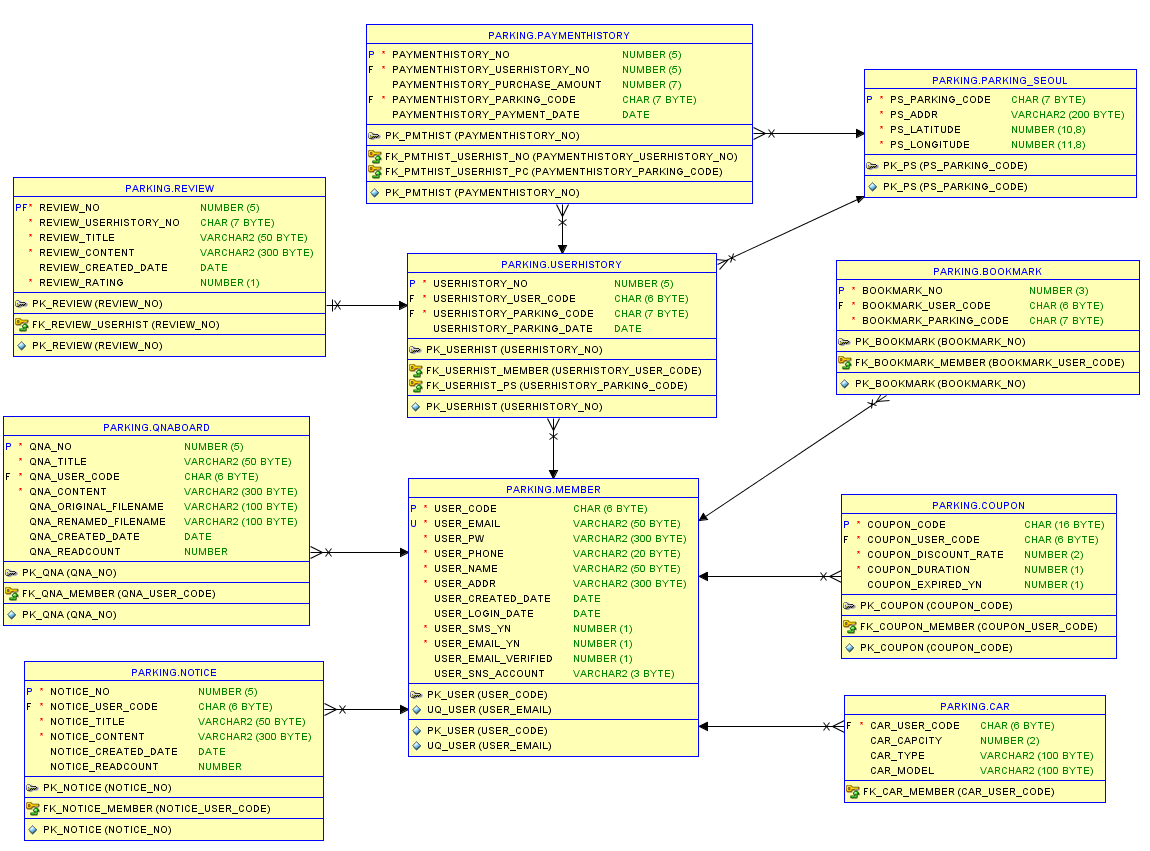 PARKING.PAYMENTHISTORY
P * PAYMENTHISTORY_NO NUMBER (5)
F * PAYMENTHISTORY_USERHISTORY_NO NUMBER (5)
PAYMENTHISTORY_PURCHASE_AMOUNT NUMBER (7)
F * PAYMENTHISTORY_PARKING_CODE CHAR (7 BYTE)
PAYMENTHISTORY_PAYMENT_DATE DATE
PK_PMTHIST (PAYMENTHISTORY_NO)
FK_PMTHIST_USERHIST_NO (PAYMENTHISTORY_USERHISTORY_NO)
FK_PMTHIST_USERHIST_PC (PAYMENTHISTORY_PARKING_CODE)
PK_PMTHIST (PAYMENTHISTORY_NO)
PARKING.PARKING_SEOUL
P * PS_PARKING_CODE CHAR (7 BYTE)
* PS_ADDR VARCHAR2 (200 BYTE)
* PS_LATITUDE NUMBER (10,8)
* PS_LONGITUDE NUMBER (11,8)
PK_PS (PS_PARKING_CODE)
PK_PS (PS_PARKING_CODE)
PARKING.REVIEW
PF* REVIEW_NO NUMBER (5)
* REVIEW_USERHISTORY_NO CHAR (7 BYTE)
* REVIEW_TITLE VARCHAR2 (50 BYTE)
* REVIEW_CONTENT VARCHAR2 (300 BYTE)
REVIEW_CREATED_DATE DATE
* REVIEW_RATING NUMBER (1)
PK_REVIEW (REVIEW_NO)
FK_REVIEW_USERHIST (REVIEW_NO)
PK_REVIEW (REVIEW_NO)
PARKING.USERHISTORY
P * USERHISTORY_NO NUMBER (5)
F * USERHISTORY_USER_CODE CHAR (6 BYTE)
F * USERHISTORY_PARKING_CODE CHAR (7 BYTE)
USERHISTORY_PARKING_DATE DATE
PK_USERHIST (USERHISTORY_NO)
FK_USERHIST_MEMBER (USERHISTORY_USER_CODE)
FK_USERHIST_PS (USERHISTORY_PARKING_CODE)
PK_USERHIST (USERHISTORY_NO)
PARKING.BOOKMARK
P * BOOKMARK_NO NUMBER (3)
F * BOOKMARK_USER_CODE CHAR (6 BYTE)
* BOOKMARK_PARKING_CODE CHAR (7 BYTE)
PK_BOOKMARK (BOOKMARK_NO)
FK_BOOKMARK_MEMBER (BOOKMARK_USER_CODE)
PK_BOOKMARK (BOOKMARK_NO)
PARKING.QNABOARD
P * QNA_NO NUMBER (5)
* QNA_TITLE VARCHAR2 (50 BYTE)
F * QNA_USER_CODE CHAR (6 BYTE)
* QNA_CONTENT VARCHAR2 (300 BYTE)
QNA_ORIGINAL_FILENAME VARCHAR2 (100 BYTE)
QNA_RENAMED_FILENAME VARCHAR2 (100 BYTE)
QNA_CREATED_DATE DATE
QNA_READCOUNT NUMBER
PK_QNA (QNA_NO)
FK_QNA_MEMBER (QNA_USER_CODE)
PK_QNA (QNA_NO)
PARKING.MEMBER
P * USER_CODE CHAR (6 BYTE)
U * USER_EMAIL VARCHAR2 (50 BYTE)
* USER_PW VARCHAR2 (300 BYTE)
* USER_PHONE VARCHAR2 (20 BYTE)
* USER_NAME VARCHAR2 (50 BYTE)
* USER_ADDR VARCHAR2 (300 BYTE)
USER_CREATED_DATE DATE
USER_LOGIN_DATE DATE
* USER_SMS_YN NUMBER (1)
* USER_EMAIL_YN NUMBER (1)
USER_EMAIL_VERIFIED NUMBER (1)
USER_SNS_ACCOUNT VARCHAR2 (3 BYTE)
PK_USER (USER_CODE)
UQ_USER (USER_EMAIL)
PK_USER (USER_CODE)
UQ_USER (USER_EMAIL)
PARKING.COUPON
P * COUPON_CODE CHAR (16 BYTE)
F * COUPON_USER_CODE CHAR (6 BYTE)
* COUPON_DISCOUNT_RATE NUMBER (2)
* COUPON_DURATION NUMBER (1)
COUPON_EXPIRED_YN NUMBER (1)
PK_COUPON (COUPON_CODE)
FK_COUPON_MEMBER (COUPON_USER_CODE)
PK_COUPON (COUPON_CODE)
PARKING.NOTICE
P * NOTICE_NO NUMBER (5)
F * NOTICE_USER_CODE CHAR (6 BYTE)
* NOTICE_TITLE VARCHAR2 (50 BYTE)
* NOTICE_CONTENT VARCHAR2 (300 BYTE)
NOTICE_CREATED_DATE DATE
NOTICE_READCOUNT NUMBER
PK_NOTICE (NOTICE_NO)
FK_NOTICE_MEMBER (NOTICE_USER_CODE)
PK_NOTICE (NOTICE_NO)
PARKING.CAR
F * CAR_USER_CODE CHAR (6 BYTE)
CAR_CAPCITY NUMBER (2)
CAR_TYPE VARCHAR2 (100 BYTE)
CAR_MODEL VARCHAR2 (100 BYTE)
FK_CAR_MEMBER (CAR_USER_CODE)